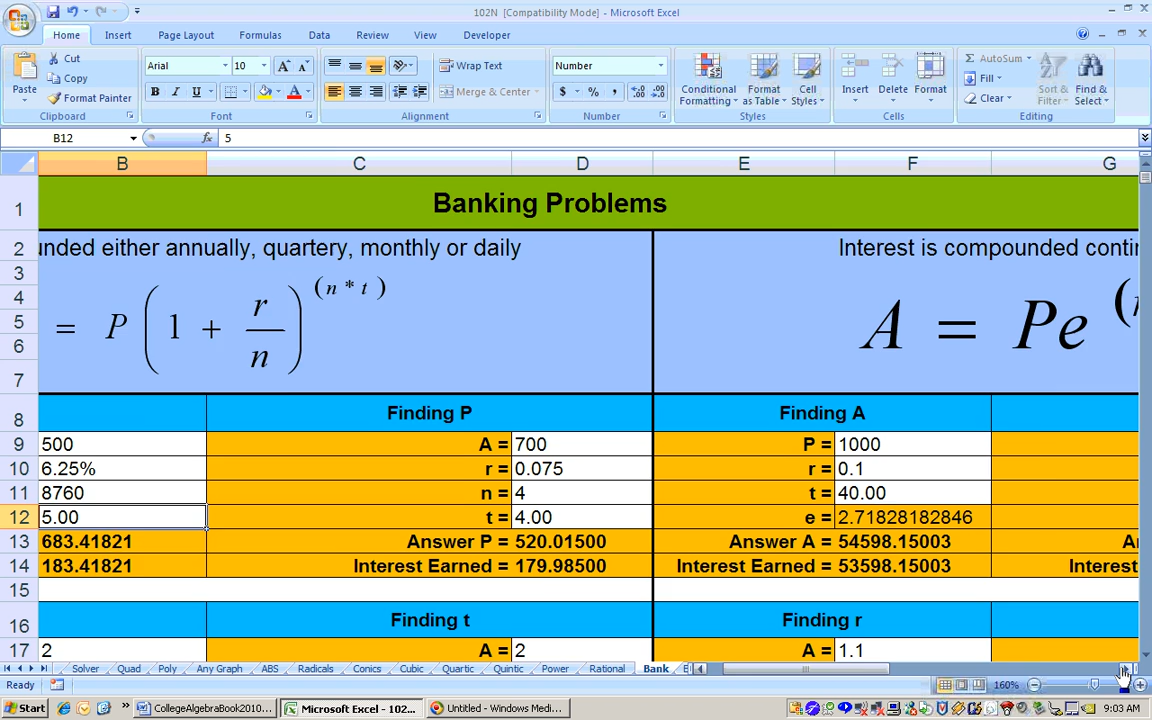 102N [Compatibility Mode] - Microsoft Excel
Home Insert Page Layout Formulas Data Review View Developer
Paste Cut Copy Format Painter Clipboard
Arial 10 B I U Font
Wrap Text Merge & Center Alignment
Number $ % , Number
Conditional Formatting Format as Table Cell Styles Styles
Insert Delete Format Cells
AutoSum Fill Clear Sort & Filter Find & Select Editing
B12 fx 5
B C D E F G
1 Banking Problems
2 unded either annually, quartery, monthly or daily Interest is compounded contin
3
4
5
6
7
= P ( 1 + r / n ) ( n * t ) A = Pe (
8 Finding P Finding A
9 500 A = 700 P = 1000
10 6.25% r = 0.075 r = 0.1
11 8760 n = 4 t = 40.00
12 5.00 t = 4.00 e = 2.71828182846
13 683.41821 Answer P = 520.01500 Answer A = 54598.15003
14 183.41821 Interest Earned = 179.98500 Interest Earned = 53598.15003 Interest
15
16 Finding t Finding r
17 2 A = 2 A = 1.1
Solver Quad Poly Any Graph ABS Radicals Conics Cubic Quartic Quintic Power Rational Bank
Ready 160%
Start CollegeAlgebraBook2010... Microsoft Excel - 102... Untitled - Windows Medi... 9:03 AM